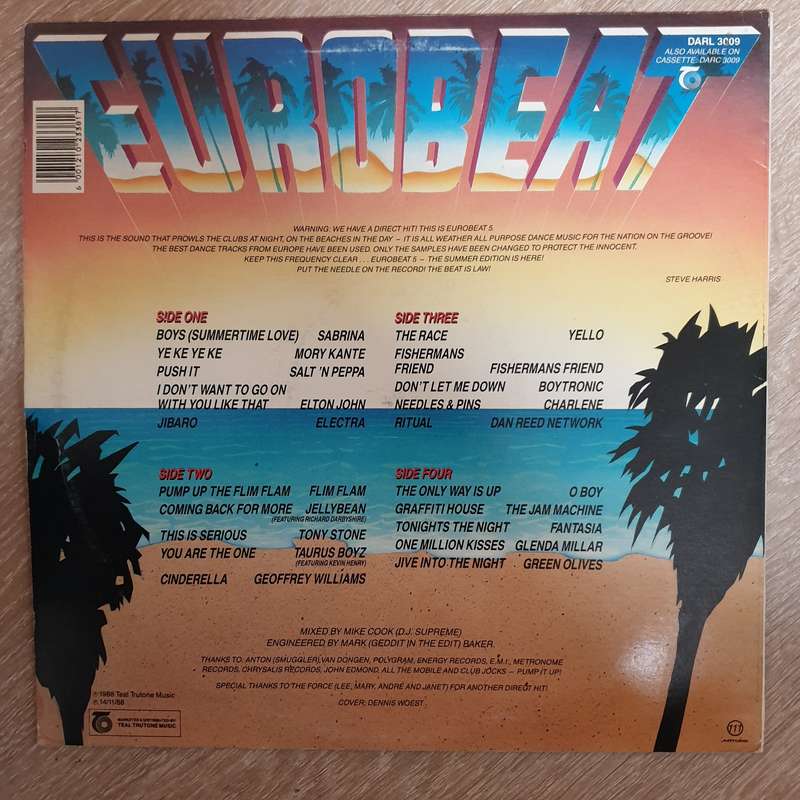 EUROBEAT
DARL 3009
ALSO AVAILABLE ON
CASSETTE: DARC 3009
6 001210 233817
WARNING: WE HAVE A DIRECT HIT! THIS IS EUROBEAT 5
THIS IS THE SOUND THAT PROWLS THE CLUBS AT NIGHT, ON THE BEACHES IN THE DAY – IT IS ALL WEATHER ALL PURPOSE DANCE MUSIC FOR THE NATION ON THE GROOVE!
THE BEST DANCE TRACKS FROM EUROPE HAVE BEEN USED. ONLY THE SAMPLES HAVE BEEN CHANGED TO PROTECT THE INNOCENT.
KEEP THIS FREQUENCY CLEAR . . . EUROBEAT 5 – THE SUMMER EDITION IS HERE!
PUT THE NEEDLE ON THE RECORD! THE BEAT IS LAW!
STEVE HARRIS
SIDE ONE
BOYS (SUMMERTIME LOVE) SABRINA
YE KE YE KE MORY KANTE
PUSH IT SALT 'N PEPPA
I DON'T WANT TO GO ON
WITH YOU LIKE THAT ELTON JOHN
JIBARO ELECTRA
SIDE TWO
PUMP UP THE FLIM FLAM FLIM FLAM
COMING BACK FOR MORE JELLYBEAN
(FEATURING RICHARD DARBYSHIRE)
THIS IS SERIOUS TONY STONE
YOU ARE THE ONE TAURUS BOYZ
(FEATURING KEVIN HENRY)
CINDERELLA GEOFFREY WILLIAMS
SIDE THREE
THE RACE YELLO
FISHERMANS
FRIEND FISHERMANS FRIEND
DON'T LET ME DOWN BOYTRONIC
NEEDLES & PINS CHARLENE
RITUAL DAN REED NETWORK
SIDE FOUR
THE ONLY WAY IS UP O BOY
GRAFFITI HOUSE THE JAM MACHINE
TONIGHTS THE NIGHT FANTASIA
ONE MILLION KISSES GLENDA MILLAR
JIVE INTO THE NIGHT GREEN OLIVES
MIXED BY MIKE COOK (D.J. SUPREME)
ENGINEERED BY MARK (GEDDIT IN THE EDIT) BAKER.
THANKS TO: ANTON (SMUGGLER) VAN DONGEN, POLYGRAM, ENERGY RECORDS, E.M.I., METRONOME
RECORDS, CHRYSALIS RECORDS, JOHN EDMOND, ALL THE MOBILE AND CLUB JOCKS – PUMP IT UP!
SPECIAL THANKS TO THE FORCE (LEE, MARY, ANDRE AND JANET) FOR ANOTHER DIRECT HIT!
COVER: DENNIS WOEST
℗ 1988 Teal Trutone Music
℗ 14/11/88
MARKETED & DISTRIBUTED BY
TEAL TRUTONE MUSIC